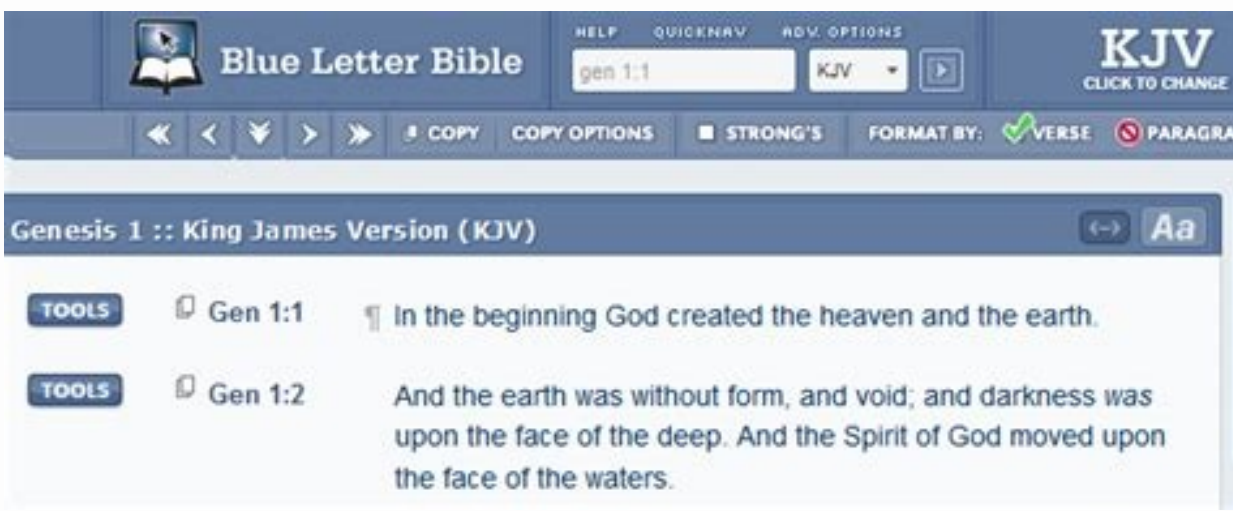 HELP QUICKNAV ADV. OPTIONS
Blue Letter Bible
gen 1:1
KJV
KJV
CLICK TO CHANGE
COPY COPY OPTIONS STRONG'S FORMAT BY: VERSE PARAGRA
Genesis 1 :: King James Version (KJV)
Aa
TOOLS Gen 1:1 ¶ In the beginning God created the heaven and the earth.
TOOLS Gen 1:2 And the earth was without form, and void; and darkness was
upon the face of the deep. And the Spirit of God moved upon
the face of the waters.